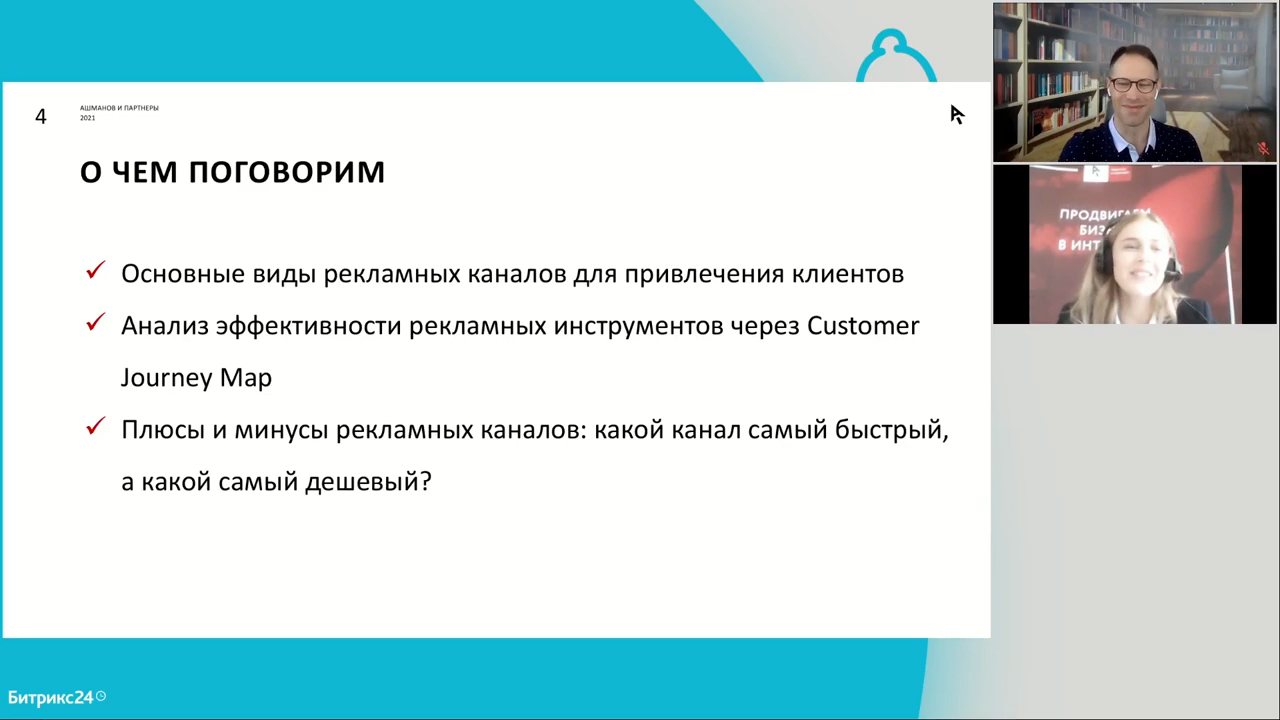 4
АШМАНОВ И ПАРТНЕРЫ
2021
О ЧЕМ ПОГОВОРИМ
✓ Основные виды рекламных каналов для привлечения клиентов
✓ Анализ эффективности рекламных инструментов через Customer
Journey Map
✓ Плюсы и минусы рекламных каналов: какой канал самый быстрый,
а какой самый дешевый?
ПРОДВИГАЕМ
В ИНТ
Битрикс24